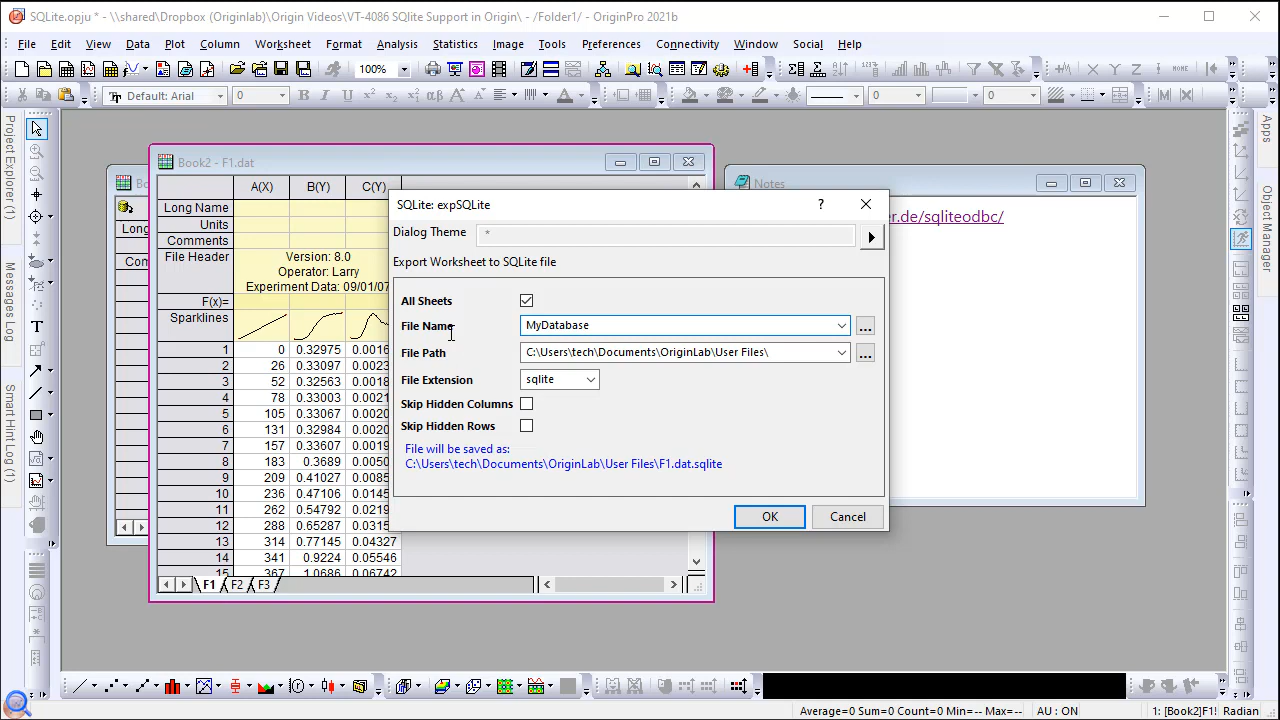 SQLite.opju * - \\shared\Dropbox (Originlab)\Origin Videos\VT-4086 SQlite Support in Origin\ - /Folder1/ - OriginPro 2021b
File Edit View Data Plot Column Worksheet Format Analysis Statistics Image Tools Preferences Connectivity Window Social Help
100%
Default: Arial 0 B I U 0 0
Project Explorer (1)
Messages Log
Smart Hint Log (1)
Apps
Object Manager
Book2 - F1.dat
Notes
er.de/sqliteodbc/
A(X) B(Y) C(Y)
Long Name
Units
Comments
File Header Version: 8.0
Operator: Larry
Experiment Data: 09/01/07
F(x)=
Sparklines
1 0 0.32975 0.0016
2 26 0.33097 0.0023
3 52 0.32563 0.0018
4 78 0.33003 0.0021
5 105 0.33067 0.0020
6 131 0.32984 0.0019
7 157 0.33607 0.0019
8 183 0.3689 0.0050
9 209 0.41027 0.0085
10 236 0.47106 0.0145
11 262 0.54792 0.0219
12 288 0.65287 0.0315
13 314 0.77145 0.04327
14 341 0.9224 0.05546
15 367 1.0686 0.06742
F1 F2 F3
SQLite: expSQLite
?
Dialog Theme *
Export Worksheet to SQLite file
All Sheets
File Name MyDatabase ...
File Path C:\Users\tech\Documents\OriginLab\User Files\ ...
File Extension sqlite
Skip Hidden Columns
Skip Hidden Rows
File will be saved as:
C:\Users\tech\Documents\OriginLab\User Files\F1.dat.sqlite
OK Cancel
Average=0 Sum=0 Count=0 Min=-- Max=-- AU : ON 1: [Book2]F1! Radian